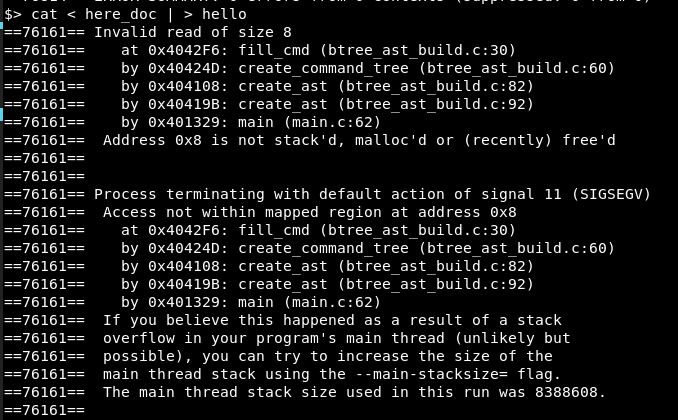 $> cat < here_doc | > hello
==76161== Invalid read of size 8
==76161==    at 0x4042F6: fill_cmd (btree_ast_build.c:30)
==76161==    by 0x40424D: create_command_tree (btree_ast_build.c:60)
==76161==    by 0x404108: create_ast (btree_ast_build.c:82)
==76161==    by 0x40419B: create_ast (btree_ast_build.c:92)
==76161==    by 0x401329: main (main.c:62)
==76161==  Address 0x8 is not stack'd, malloc'd or (recently) free'd
==76161==
==76161==
==76161== Process terminating with default action of signal 11 (SIGSEGV)
==76161==  Access not within mapped region at address 0x8
==76161==    at 0x4042F6: fill_cmd (btree_ast_build.c:30)
==76161==    by 0x40424D: create_command_tree (btree_ast_build.c:60)
==76161==    by 0x404108: create_ast (btree_ast_build.c:82)
==76161==    by 0x40419B: create_ast (btree_ast_build.c:92)
==76161==    by 0x401329: main (main.c:62)
==76161==  If you believe this happened as a result of a stack
==76161==  overflow in your program's main thread (unlikely but
==76161==  possible), you can try to increase the size of the
==76161==  main thread stack using the --main-stacksize= flag.
==76161==  The main thread stack size used in this run was 8388608.
==76161==